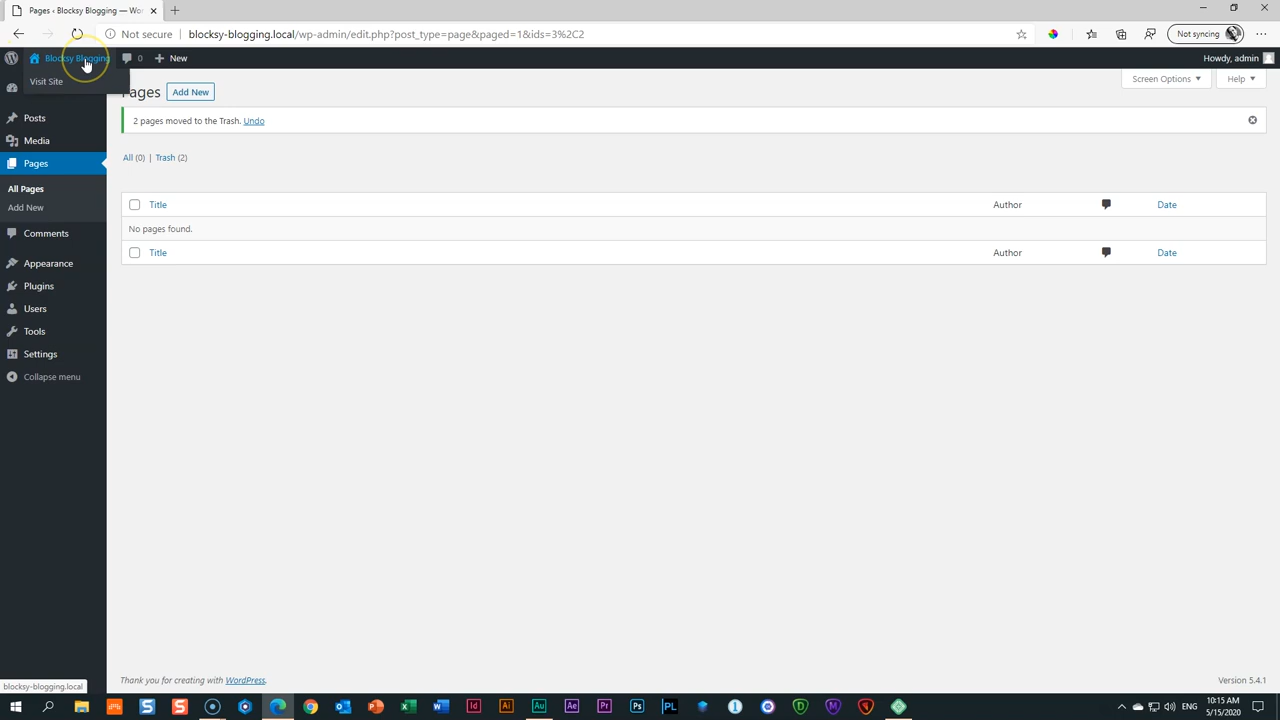 Pages ‹ Blocksy Blogging — Wor
Not secure
blocksy-blogging.local/wp-admin/edit.php?post_type=page&paged=1&ids=3%2C2
Not syncing
Blocksy Blogging
0
New
Howdy, admin
Visit Site
Pages
Add New
Screen Options
Help
2 pages moved to the Trash. Undo
All (0) | Trash (2)
Posts
Media
Pages
All Pages
Add New
Comments
Appearance
Plugins
Users
Tools
Settings
Collapse menu
Title Author Date
No pages found.
Title Author Date
Thank you for creating with WordPress.
Version 5.4.1
blocksy-blogging.local
ENG
10:15 AM
5/15/2020